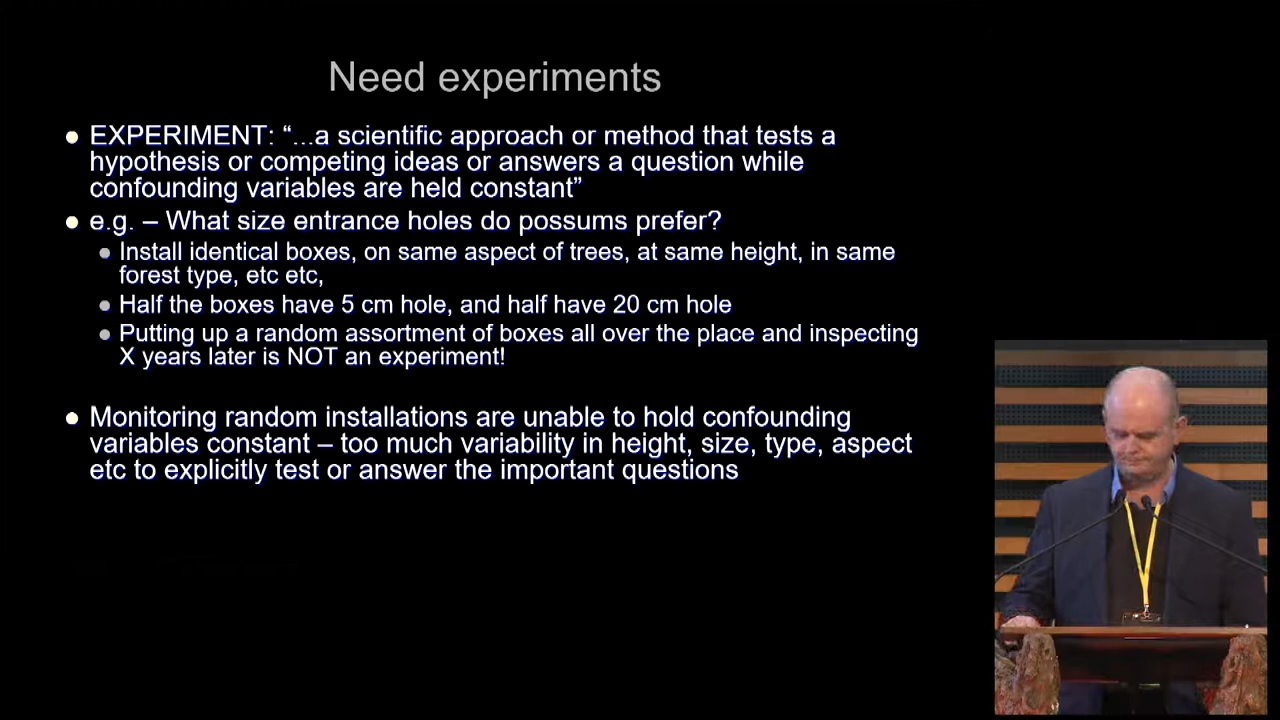 Need experiments
EXPERIMENT: “...a scientific approach or method that tests a
hypothesis or competing ideas or answers a question while
confounding variables are held constant”
e.g. – What size entrance holes do possums prefer?
Install identical boxes, on same aspect of trees, at same height, in same
forest type, etc etc,
Half the boxes have 5 cm hole, and half have 20 cm hole
Putting up a random assortment of boxes all over the place and inspecting
X years later is NOT an experiment!
Monitoring random installations are unable to hold confounding
variables constant – too much variability in height, size, type, aspect
etc to explicitly test or answer the important questions